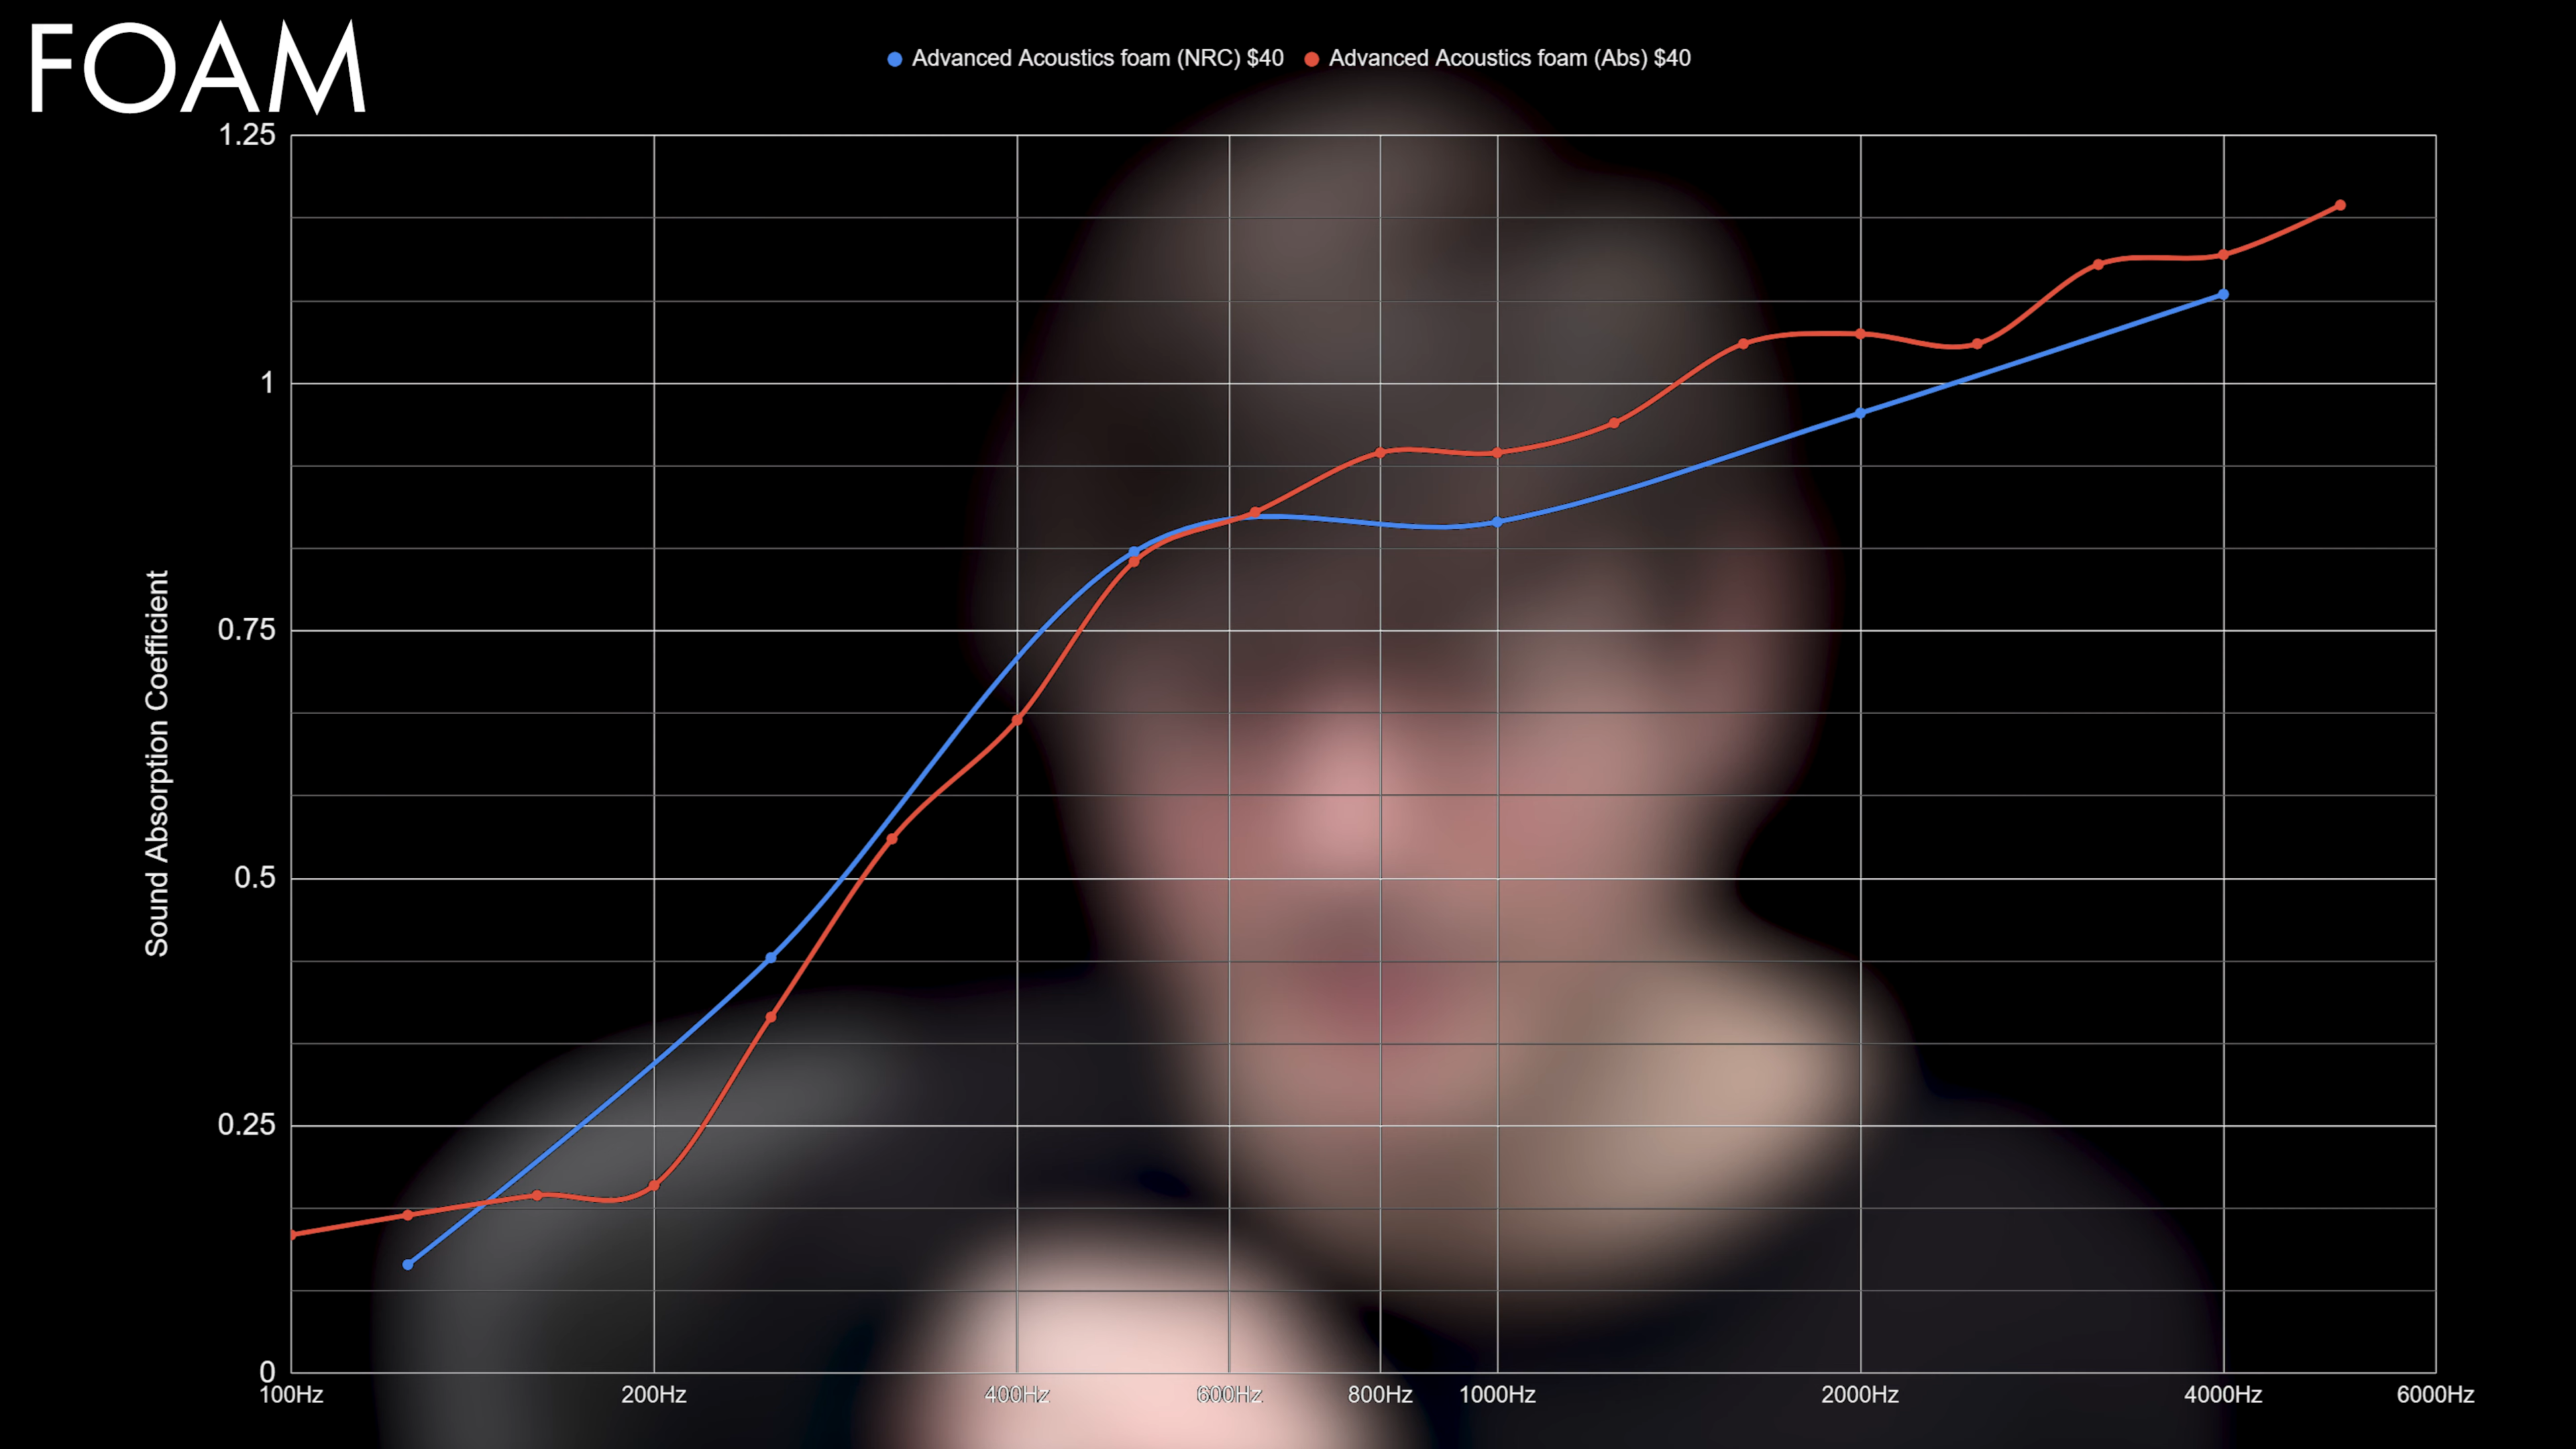 FOAM
Advanced Acoustics foam (NRC) $40 Advanced Acoustics foam (Abs) $40
1.25
1
0.75
0.5
0.25
0
Sound Absorption Coefficient
100Hz 200Hz 400Hz 600Hz 800Hz 1000Hz 2000Hz 4000Hz 6000Hz